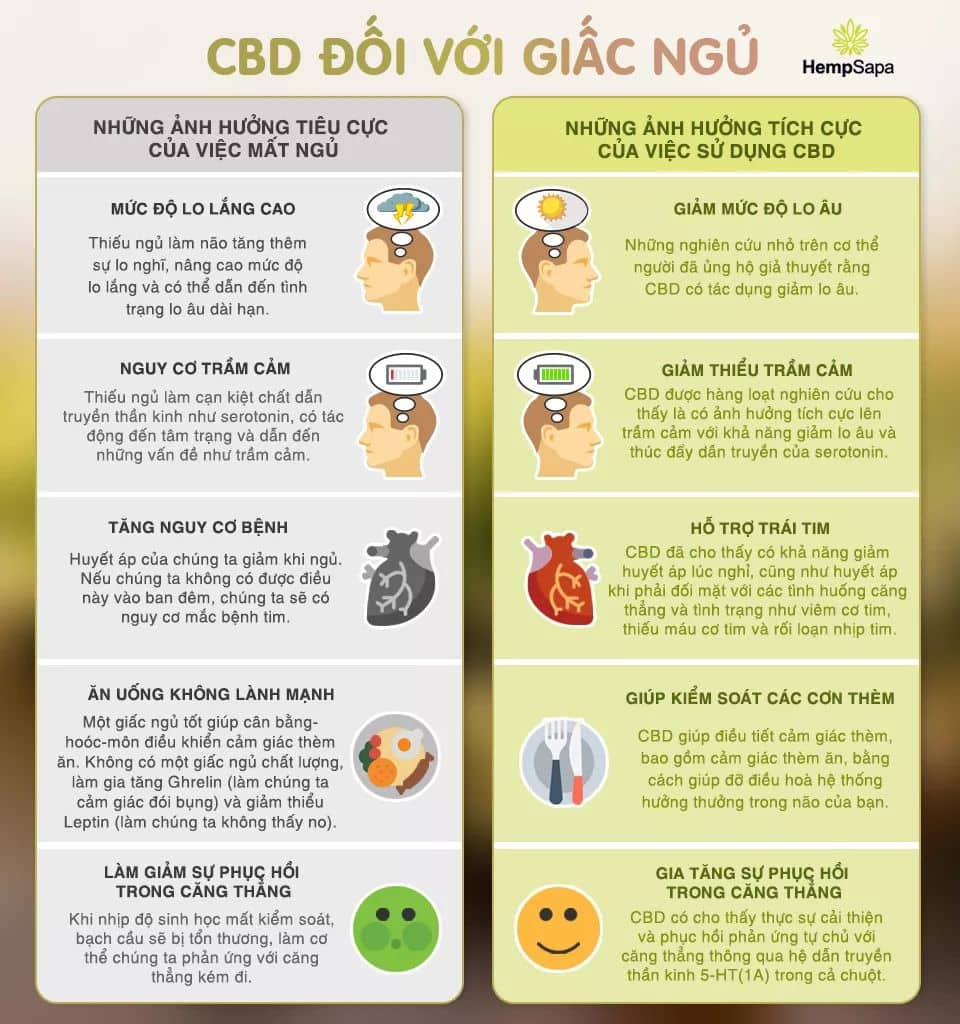 CBD ĐỐI VỚI GIẤC NGỦ
HempSapa
NHỮNG ẢNH HƯỞNG TIÊU CỰC
CỦA VIỆC MẤT NGỦ
MỨC ĐỘ LO LẮNG CAO
Thiếu ngủ làm não tăng thêm
sự lo nghĩ, nâng cao mức độ
lo lắng và có thể dẫn đến tình
trạng lo âu dài hạn.
NGUY CƠ TRẦM CẢM
Thiếu ngủ làm cạn kiệt chất dẫn
truyền thần kinh như serotonin, có tác
động đến tâm trạng và dẫn đến
những vấn đề như trầm cảm.
TĂNG NGUY CƠ BỆNH
Huyết áp của chúng ta giảm khi ngủ.
Nếu chúng ta không có được điều
này vào ban đêm, chúng ta sẽ có
nguy cơ mắc bệnh tim.
ĂN UỐNG KHÔNG LÀNH MẠNH
Một giấc ngủ tốt giúp cân bằng-
hoóc-môn điều khiển cảm giác thèm
ăn. Không có một giấc ngủ chất lượng,
làm gia tăng Ghrelin (làm chúng ta
cảm giác đói bụng) và giảm thiểu
Leptin (làm chúng ta không thấy no).
LÀM GIẢM SỰ PHỤC HỒI
TRONG CĂNG THẲNG
Khi nhịp độ sinh học mất kiểm soát,
bạch cầu sẽ bị tổn thương, làm cơ
thể chúng ta phản ứng với căng
thẳng kém đi.
NHỮNG ẢNH HƯỞNG TÍCH CỰC
CỦA VIỆC SỬ DỤNG CBD
GIẢM MỨC ĐỘ LO ÂU
Những nghiên cứu nhỏ trên cơ thể
người đã ủng hộ giả thuyết rằng
CBD có tác dụng giảm lo âu.
GIẢM THIỂU TRẦM CẢM
CBD được hàng loạt nghiên cứu cho
thấy là có ảnh hưởng tích cực lên
trầm cảm với khả năng giảm lo âu và
thúc đẩy dẫn truyền của serotonin.
HỖ TRỢ TRÁI TIM
CBD đã cho thấy có khả năng giảm
huyết áp lúc nghỉ, cũng như huyết áp
khi phải đối mặt với các tình huống căng
thẳng và tình trạng như viêm cơ tim,
thiếu máu cơ tim và rối loạn nhịp tim.
GIÚP KIỂM SOÁT CÁC CƠN THÈM
CBD giúp điều tiết cảm giác thèm,
bao gồm cảm giác thèm ăn, bằng
cách giúp đỡ điều hoà hệ thống
hưởng thưởng trong não của bạn.
GIA TĂNG SỰ PHỤC HỒI
TRONG CĂNG THẲNG
CBD có cho thấy thực sự cải thiện
và phục hồi phản ứng tự chủ với
căng thẳng thông qua hệ dẫn truyền
thần kinh 5-HT(1A) trong cả chuột.